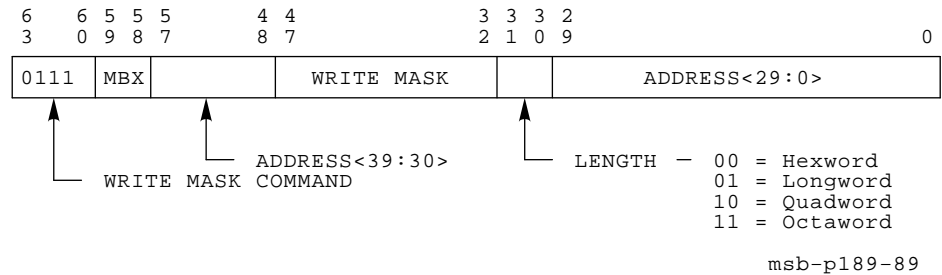 6 6 5 5 5 4 4 3 3 3 2
3 0 9 8 7 8 7 2 1 0 9 0
0111 MBX WRITE MASK ADDRESS<29:0>
ADDRESS<39:30> LENGTH – 00 = Hexword
WRITE MASK COMMAND 01 = Longword
10 = Quadword
11 = Octaword
msb–p189–89